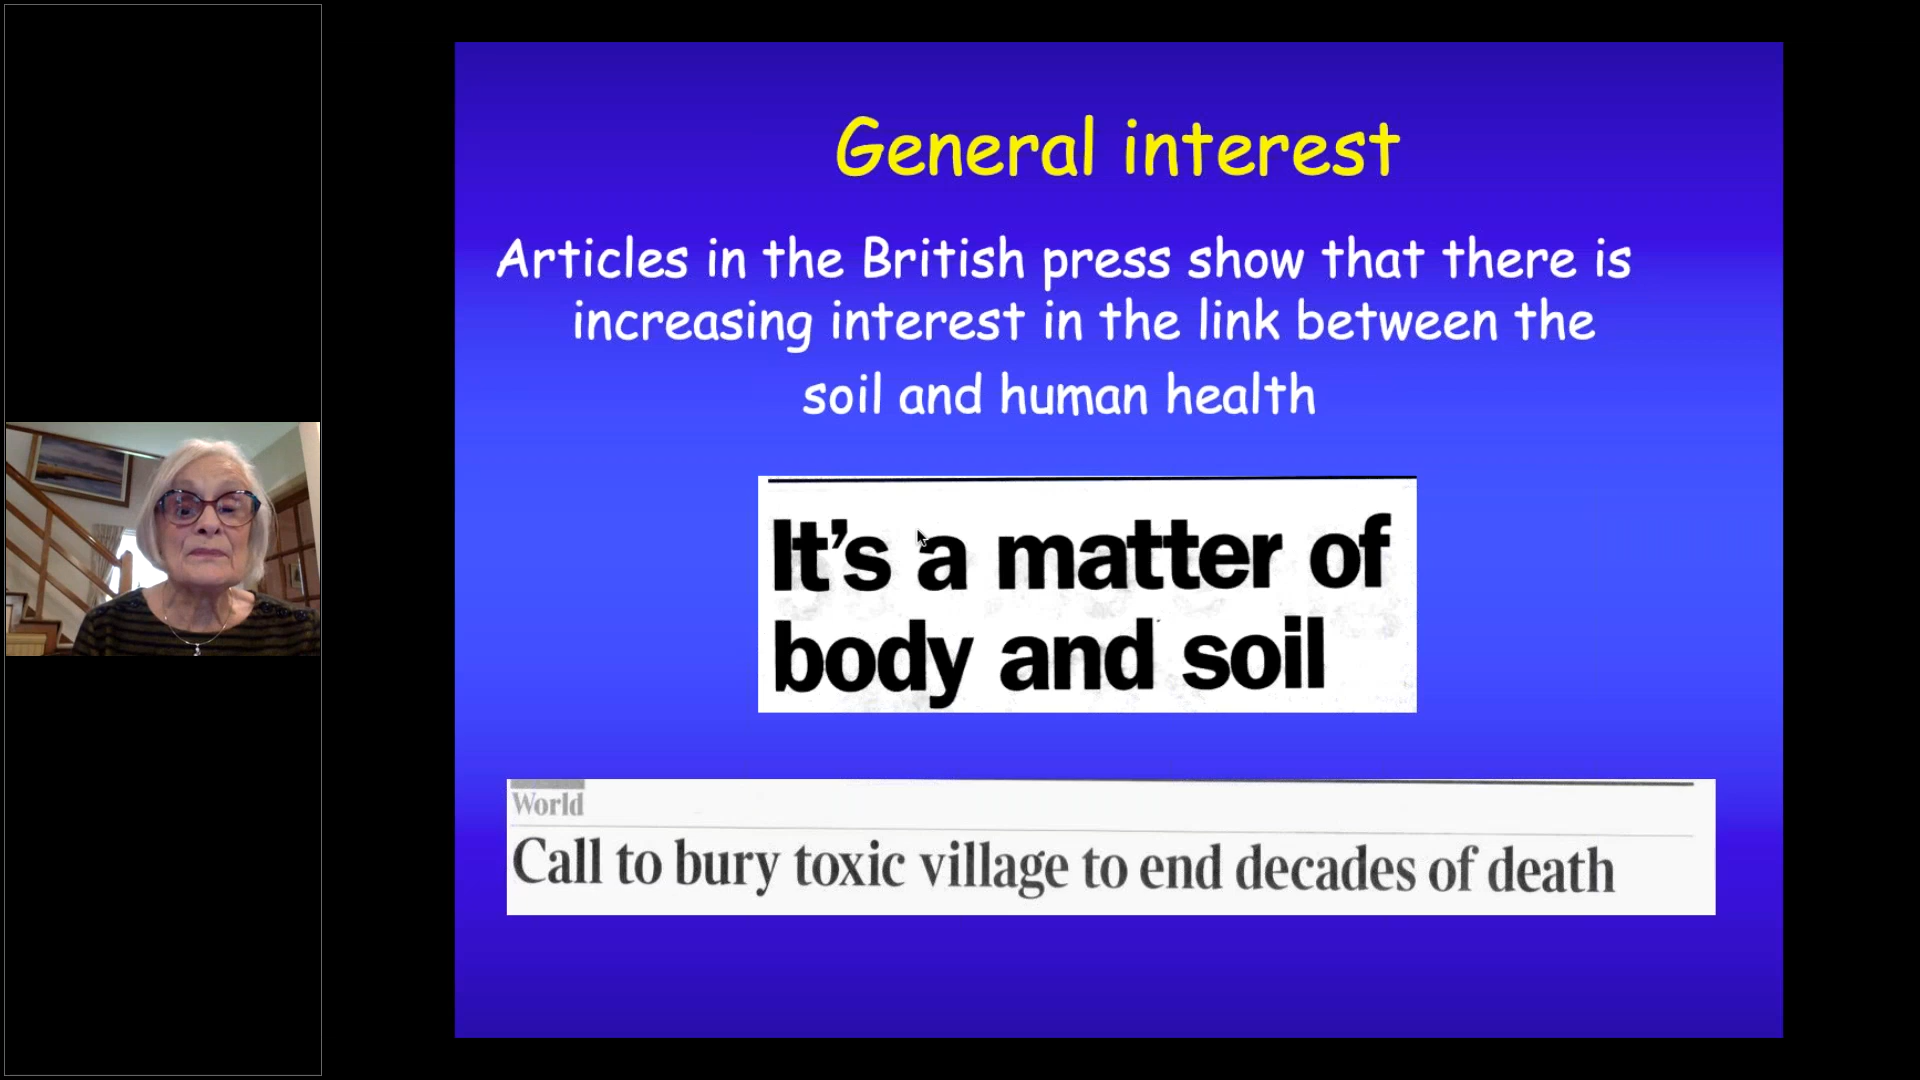 General interest
Articles in the British press show that there is
increasing interest in the link between the
soil and human health
It's a matter of
body and soil
World
Call to bury toxic village to end decades of death